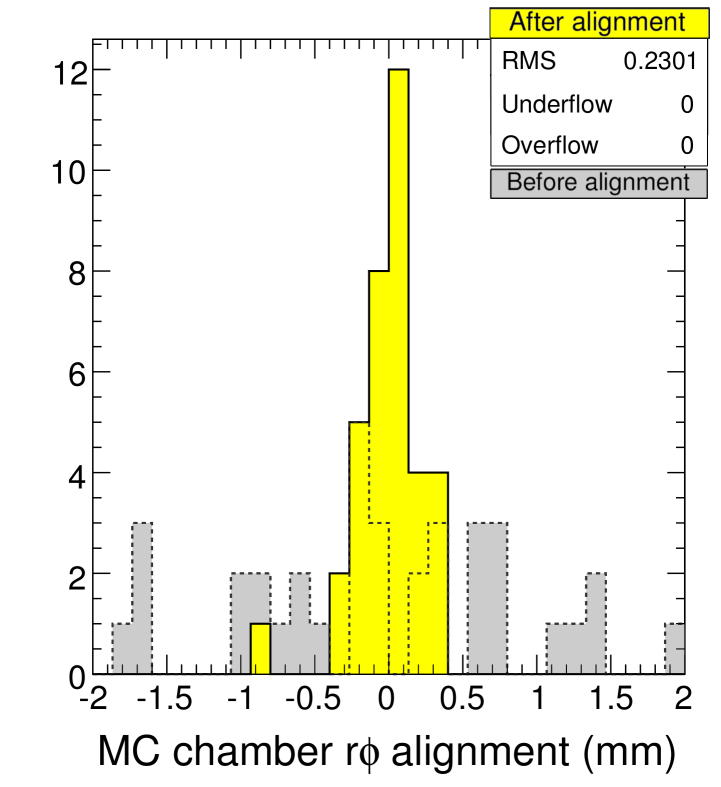 After alignment
RMS 0.2301
Underflow 0
Overflow 0
Before alignment
12
10
8
6
4
2
0
-2 -1.5 -1 -0.5 0 0.5 1 1.5 2
MC chamber rϕ alignment (mm)